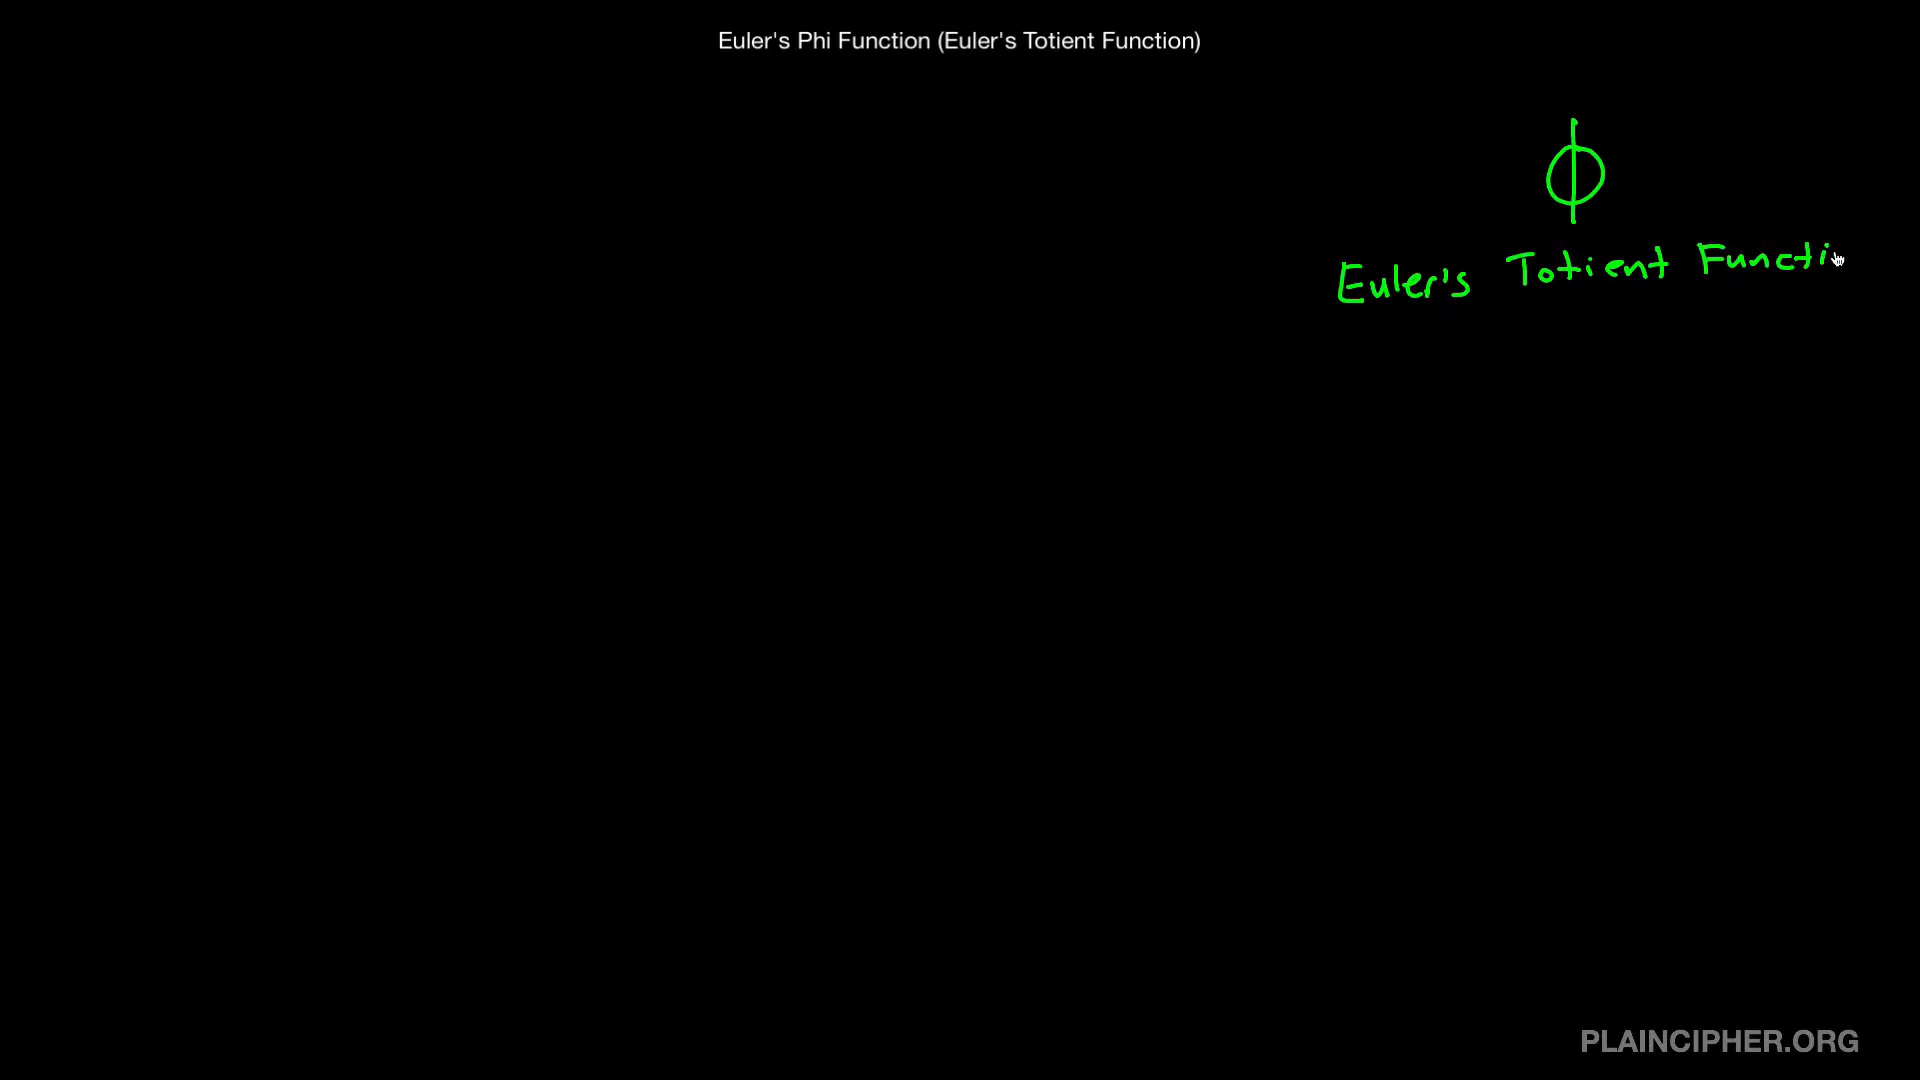 Euler's Phi Function (Euler's Totient Function)
ϕ
Euler's Totient Functi
PLAINCIPHER.ORG